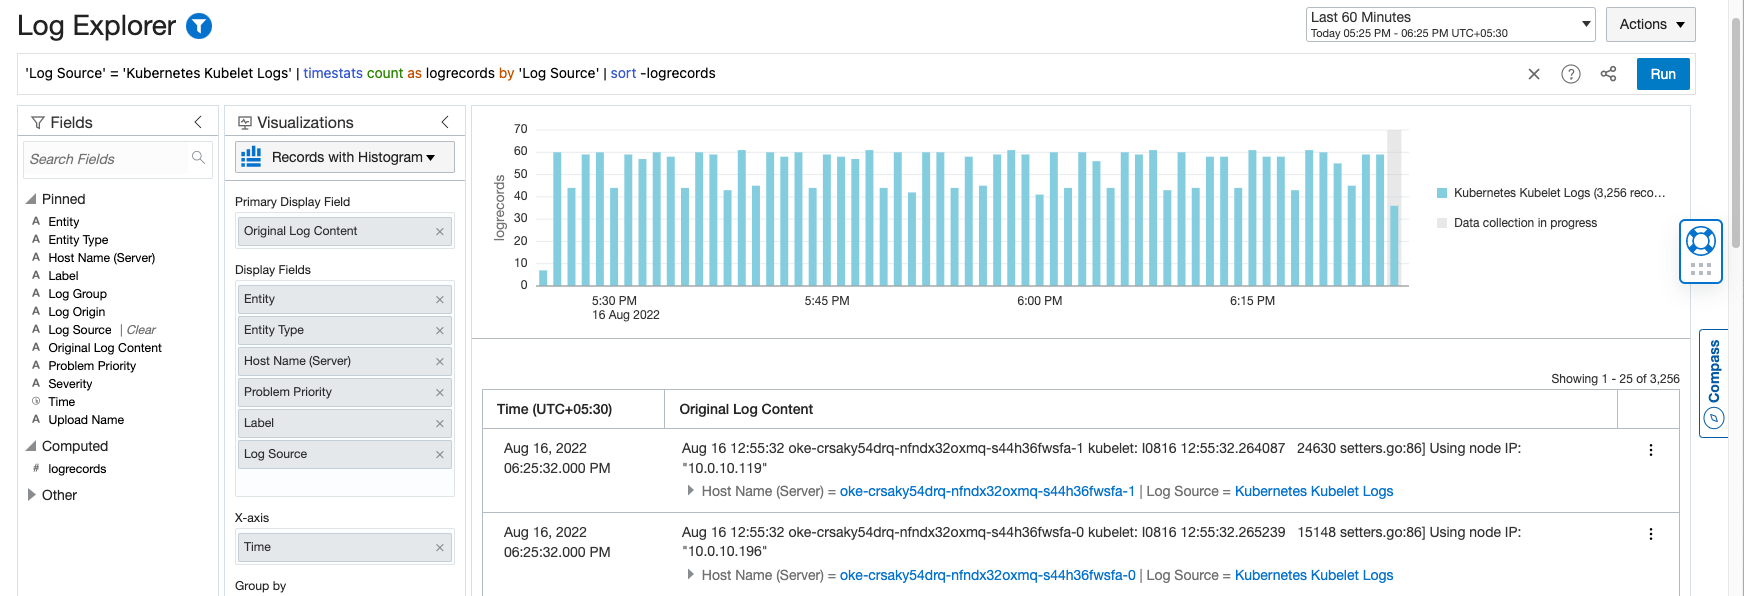 Log Explorer
Last 60 Minutes
Today 05:25 PM - 06:25 PM UTC+05:30
Actions
'Log Source' = 'Kubernetes Kubelet Logs' | timestats count as logrecords by 'Log Source' | sort -logrecords
?
Run
Fields
Search Fields
Pinned
A Entity
A Entity Type
A Host Name (Server)
A Label
A Log Group
A Log Origin
A Log Source | Clear
A Original Log Content
A Problem Priority
A Severity
Time
A Upload Name
Computed
# logrecords
Other
Visualizations
Records with Histogram
Primary Display Field
Original Log Content ×
Display Fields
Entity ×
Entity Type ×
Host Name (Server) ×
Problem Priority ×
Label ×
Log Source ×
X-axis
Time ×
Group by
logrecords
70
60
50
40
30
20
10
0
5:30 PM 5:45 PM 6:00 PM 6:15 PM
16 Aug 2022
Kubernetes Kubelet Logs (3,256 reco...
Data collection in progress
Compass
Showing 1 - 25 of 3,256
Time (UTC+05:30) Original Log Content
Aug 16, 2022
06:25:32.000 PM
Aug 16 12:55:32 oke-crsaky54drq-nfndx32oxmq-s44h36fwsfa-1 kubelet: I0816 12:55:32.264087 24630 setters.go:86] Using node IP:
"10.0.10.119"
Host Name (Server) = oke-crsaky54drq-nfndx32oxmq-s44h36fwsfa-1 | Log Source = Kubernetes Kubelet Logs
Aug 16, 2022
06:25:32.000 PM
Aug 16 12:55:32 oke-crsaky54drq-nfndx32oxmq-s44h36fwsfa-0 kubelet: I0816 12:55:32.265239 15148 setters.go:86] Using node IP:
"10.0.10.196"
Host Name (Server) = oke-crsaky54drq-nfndx32oxmq-s44h36fwsfa-0 | Log Source = Kubernetes Kubelet Logs